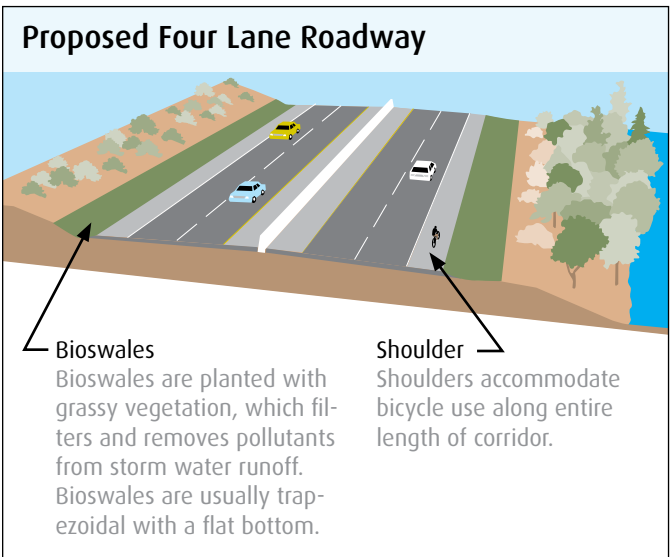 Proposed Four Lane Roadway
Bioswales
Bioswales are planted with
grassy vegetation, which fil-
ters and removes pollutants
from storm water runoff.
Bioswales are usually trap-
ezoidal with a flat bottom.
Shoulder
Shoulders accommodate
bicycle use along entire
length of corridor.